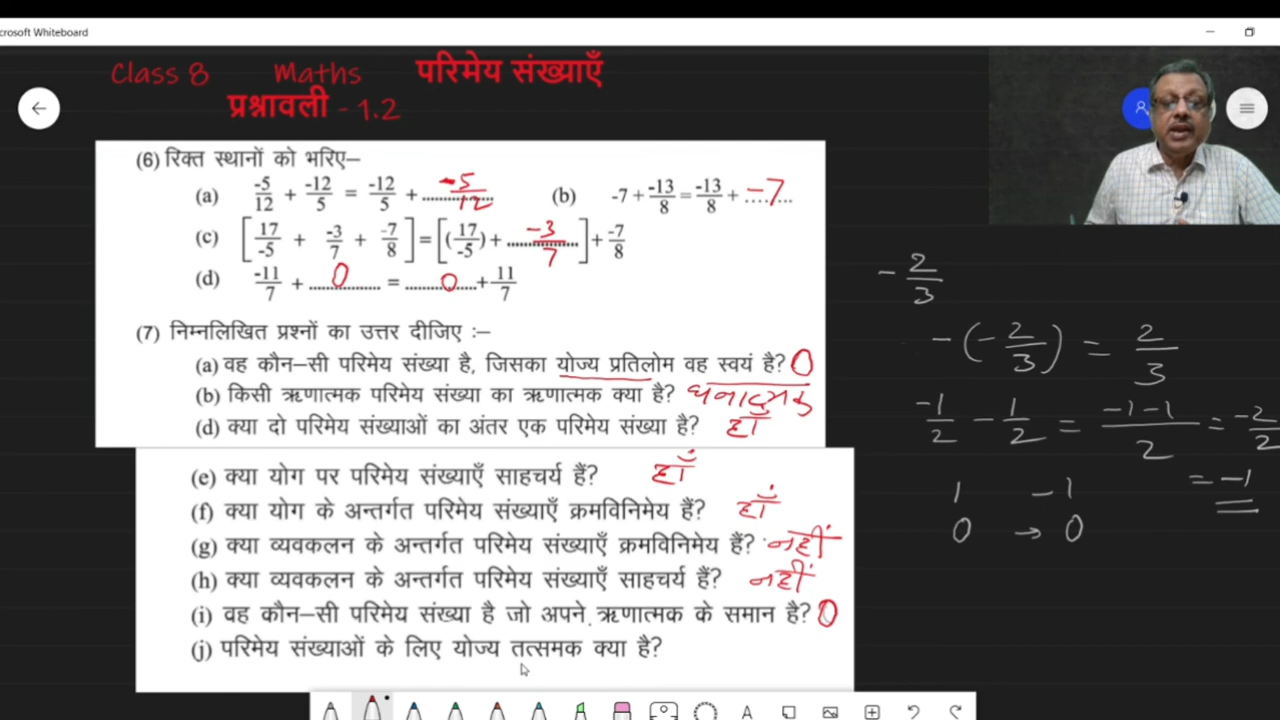 crosoft Whiteboard
Class 8 Maths परिमेय संख्याएँ
प्रश्नावली - 1.2
(6) रिक्त स्थानों को भरिए–
(a) -5/12 + -12/5 = -12/5 + .......... -5/12 (b) -7 + -13/8 = -13/8 + ....... -7
(c) [17/-5 + -3/7 + -7/8] = [(17/-5) + .......... -3/7] + -7/8
(d) -11/7 + .......... 0 = .......... 0 + 11/7
(7) निम्नलिखित प्रश्नों का उत्तर दीजिए :–
(a) वह कौन–सी परिमेय संख्या है, जिसका योज्य प्रतिलोम वह स्वयं है? 0
(b) किसी ऋणात्मक परिमेय संख्या का ऋणात्मक क्या है? धनात्मक
(d) क्या दो परिमेय संख्याओं का अंतर एक परिमेय संख्या है? हाँ
(e) क्या योग पर परिमेय संख्याएँ साहचर्य हैं? हाँ
(f) क्या योग के अन्तर्गत परिमेय संख्याएँ क्रमविनिमेय हैं? हाँ
(g) क्या व्यवकलन के अन्तर्गत परिमेय संख्याएँ क्रमविनिमेय हैं? नहीं
(h) क्या व्यवकलन के अन्तर्गत परिमेय संख्याएँ साहचर्य हैं? नहीं
(i) वह कौन–सी परिमेय संख्या है जो अपने ऋणात्मक के समान है? 0
(j) परिमेय संख्याओं के लिए योज्य तत्समक क्या है?
-2/3
-(-2/3) = 2/3
-1/2 - 1/2 = -1-1/2 = -2/2
= -1
1 -1
0 → 0